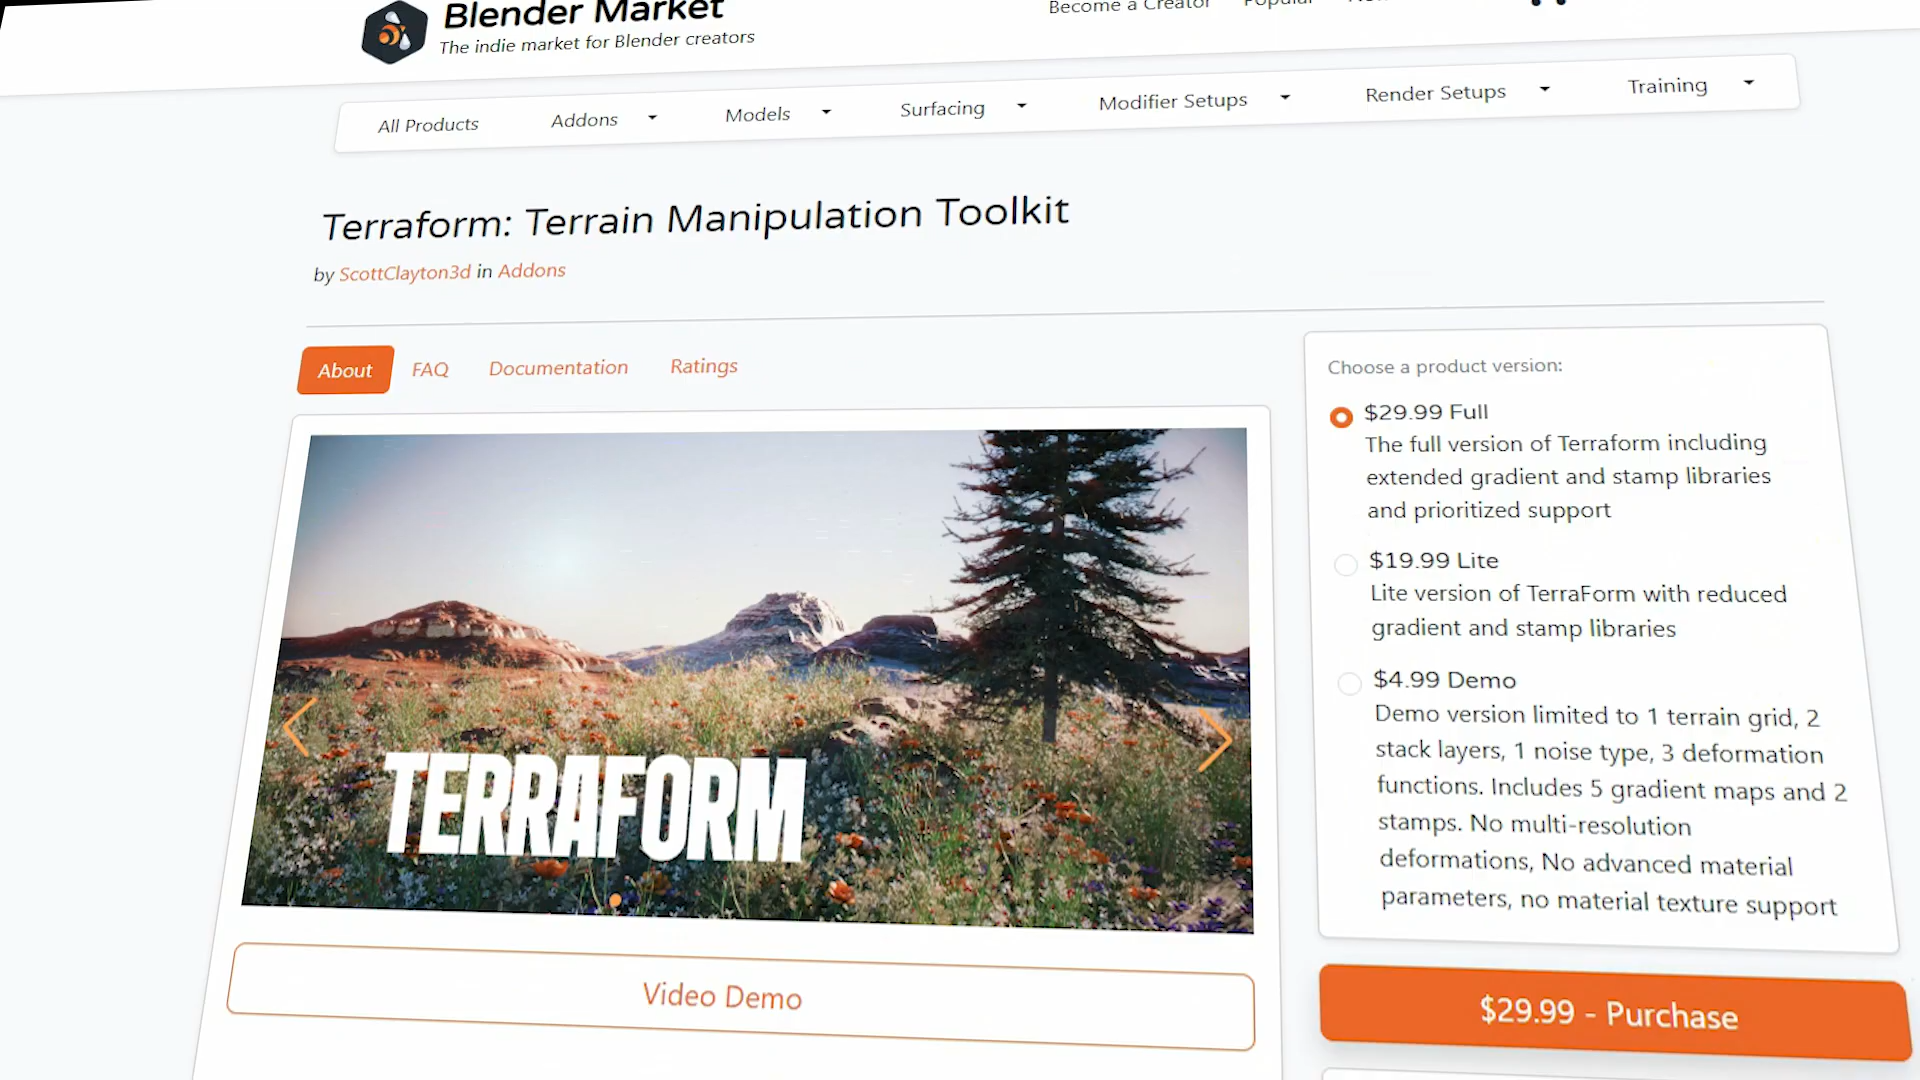 Blender Market
The indie market for Blender creators
Become a Creator
Popular
All Products
Addons
Models
Surfacing
Modifier Setups
Render Setups
Training
Terraform: Terrain Manipulation Toolkit
by ScottClayton3d in Addons
About
FAQ
Documentation
Ratings
TERRAFORM
Video Demo
Choose a product version:
$29.99 Full
The full version of Terraform including
extended gradient and stamp libraries
and prioritized support
$19.99 Lite
Lite version of TerraForm with reduced
gradient and stamp libraries
$4.99 Demo
Demo version limited to 1 terrain grid, 2
stack layers, 1 noise type, 3 deformation
functions. Includes 5 gradient maps and 2
stamps. No multi-resolution
deformations, No advanced material
parameters, no material texture support
$29.99 - Purchase